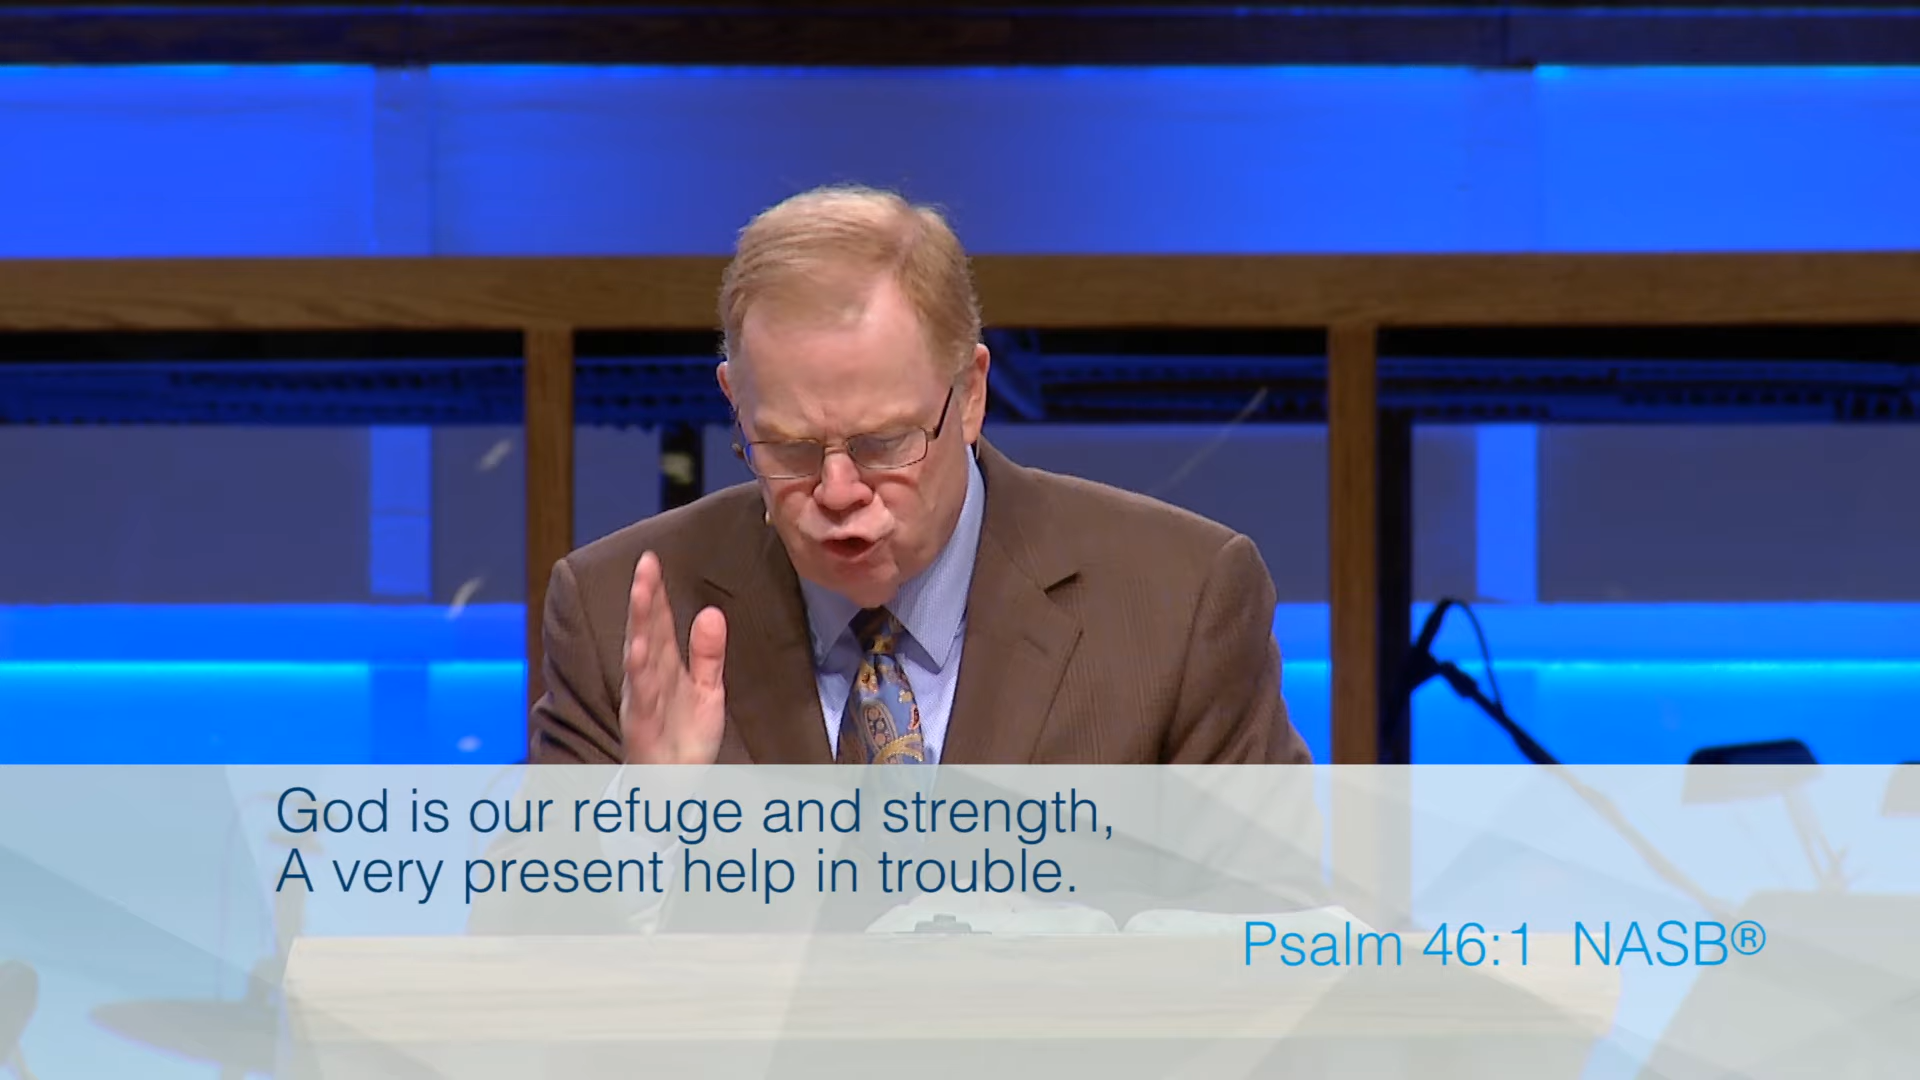 God is our refuge and strength,
A very present help in trouble.
Psalm 46:1 NASB®